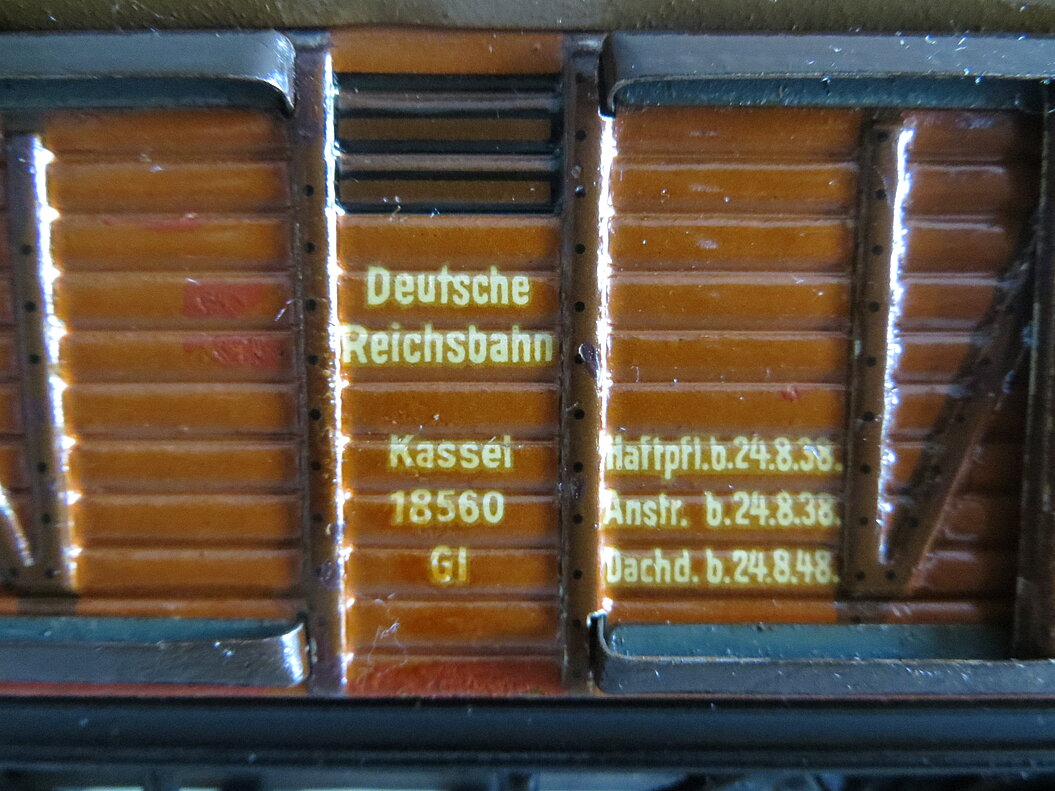 Deutsche
Reichsbahn
Kassel
18560
Gl
Haftpfl.b.24.8.38.
Anstr. b.24.8.38.
Dachd. b.24.8.48.